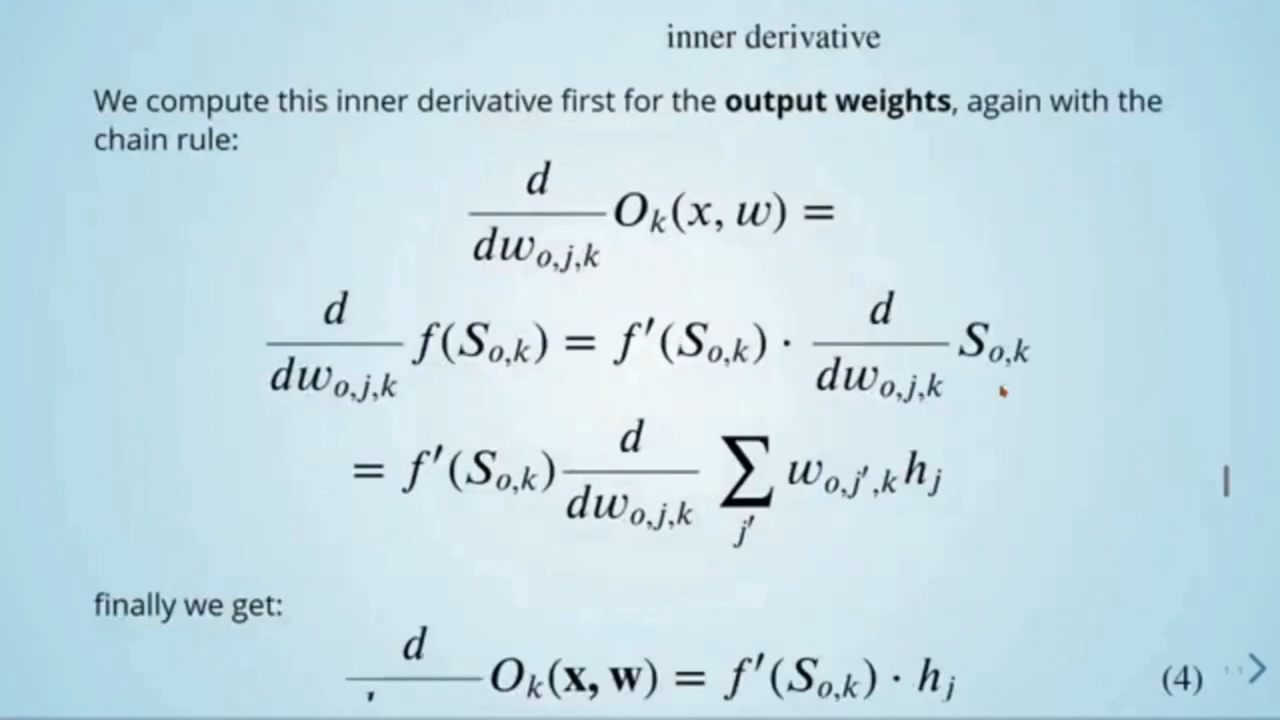 inner derivative
We compute this inner derivative first for the output weights, again with the
chain rule:
d/dw_{o,j,k} O_k(x, w) =
d/dw_{o,j,k} f(S_{o,k}) = f′(S_{o,k}) · d/dw_{o,j,k} S_{o,k}
= f′(S_{o,k}) d/dw_{o,j,k} ∑_{j′} w_{o,j′,k} h_j
finally we get:
d O_k(x, w) = f′(S_{o,k}) · h_j (4)